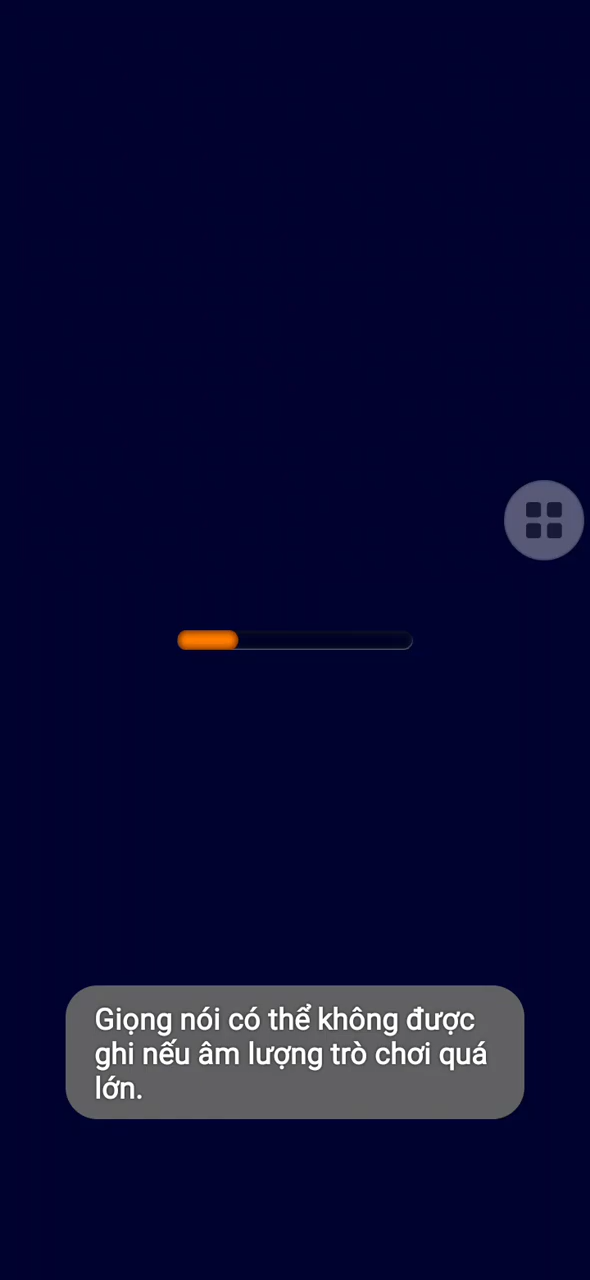 Giọng nói có thể không được
ghi nếu âm lượng trò chơi quá
lớn.